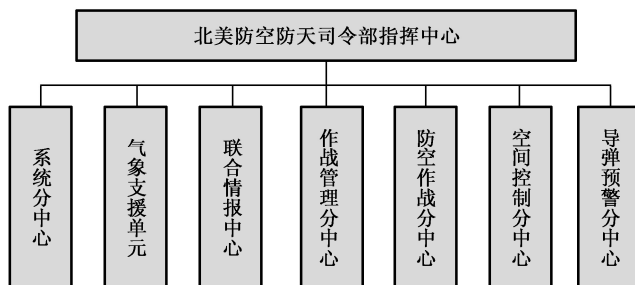 北美防空防天司令部指挥中心
系统分中心
气象支援单元
联合情报中心
作战管理分中心
防空作战分中心
空间控制分中心
导弹预警分中心